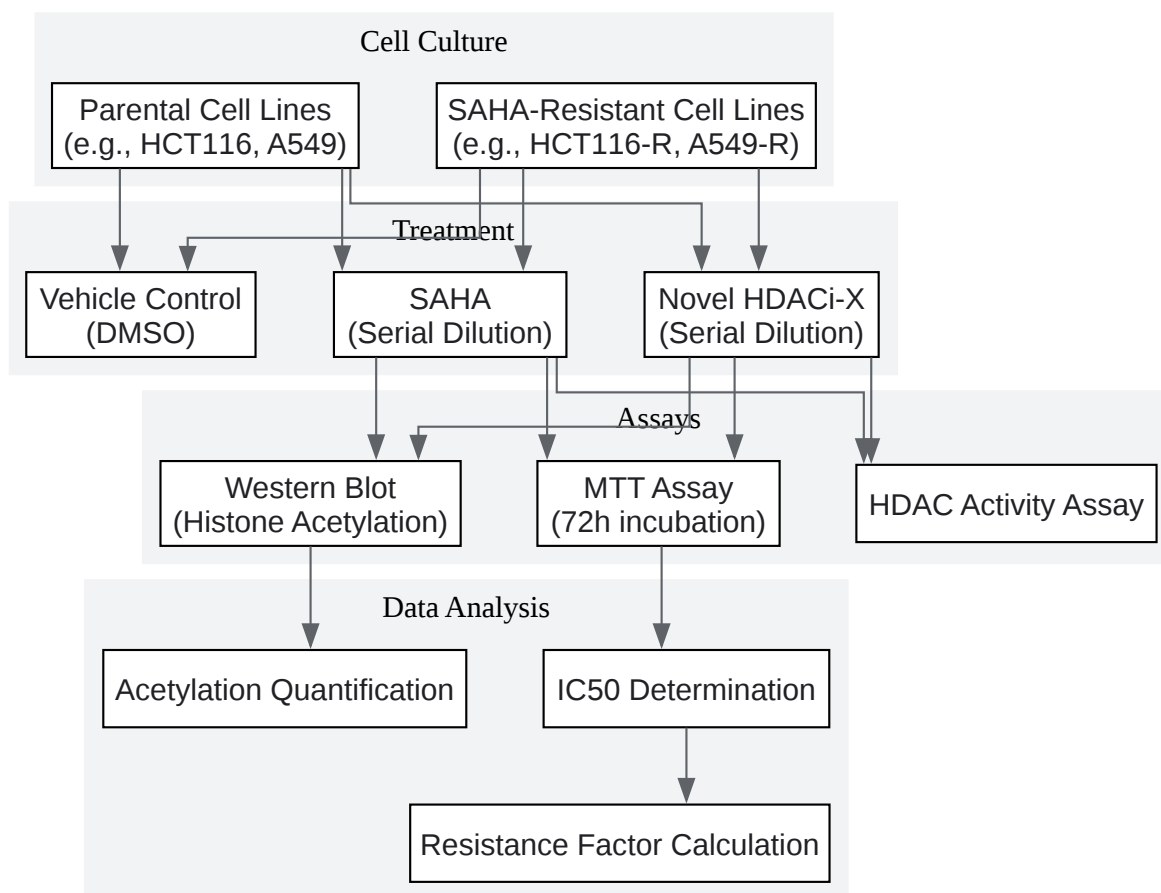 Cell Culture
Parental Cell Lines
(e.g., HCT116, A549)
SAHA-Resistant Cell Lines
(e.g., HCT116-R, A549-R)
Treatment
Vehicle Control
(DMSO)
SAHA
(Serial Dilution)
Novel HDACi-X
(Serial Dilution)
Assays
Western Blot
(Histone Acetylation)
MTT Assay
(72h incubation)
HDAC Activity Assay
Data Analysis
Acetylation Quantification
IC50 Determination
Resistance Factor Calculation